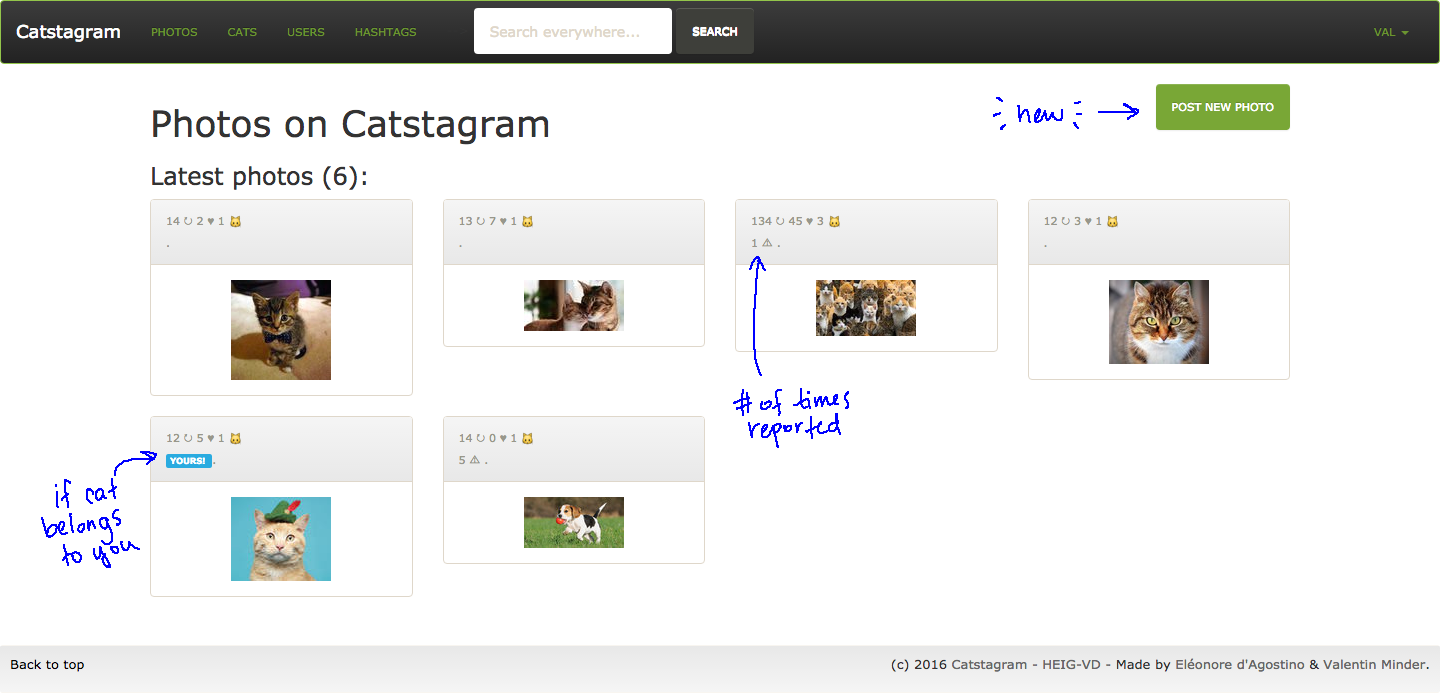 Catstagram PHOTOS CATS USERS HASHTAGS Search everywhere... SEARCH VAL
new POST NEW PHOTO
Photos on Catstagram
Latest photos (6):
14 ↻ 2 ♥ 1 🐱
.
13 ↻ 7 ♥ 1 🐱
.
134 ↻ 45 ♥ 3 🐱
1 ⚠ .
12 ↻ 3 ♥ 1 🐱
.
# of times
reported
12 ↻ 5 ♥ 1 🐱
YOURS! .
14 ↻ 0 ♥ 1 🐱
5 ⚠ .
if cat
belongs
to you
Back to top
(c) 2016 Catstagram - HEIG-VD - Made by Eléonore d'Agostino & Valentin Minder.